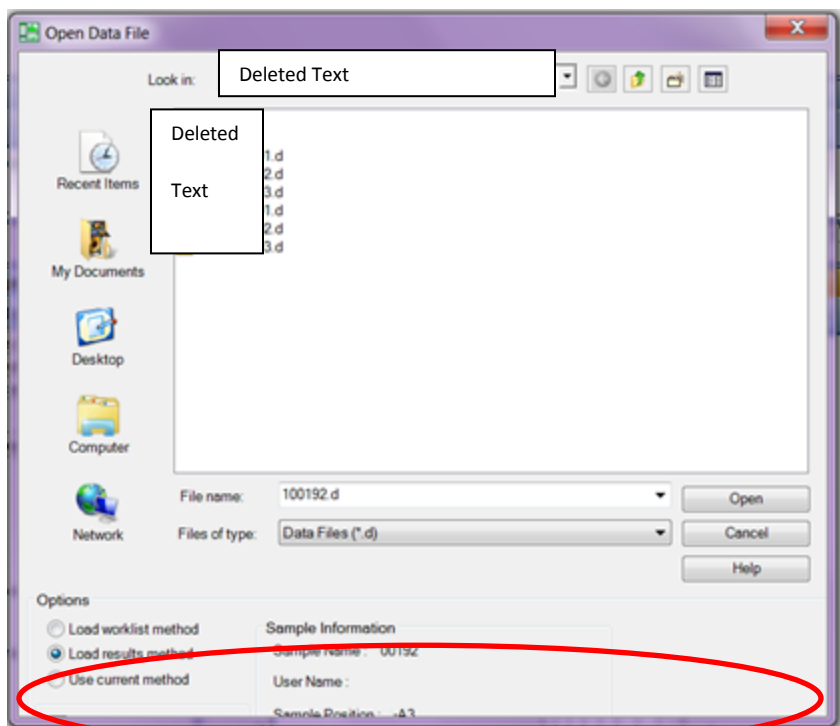 Open Data File
Look in:
Deleted Text
Deleted
Text
1.d
2.d
3.d
1.d
2.d
3.d
Recent Items
My Documents
Desktop
Computer
Network
File name:
100192.d
Open
Files of type:
Data Files (*.d)
Cancel
Help
Options
Load worklist method
Load results method
Use current method
Sample Information
Sample Name : 00192
User Name :
Sample Position : -A3